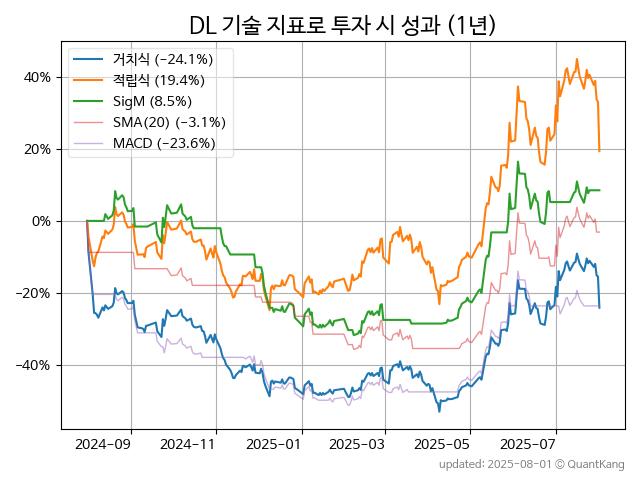 DL 기술 지표로 투자 시 성과 (1년)
거치식 (−24.1%)
적립식 (19.4%)
SigM (8.5%)
SMA(20) (−3.1%)
MACD (−23.6%)
40%
20%
0%
−20%
−40%
2024−09 2024−11 2025−01 2025−03 2025−05 2025−07
updated: 2025-08-01 © QuantKang